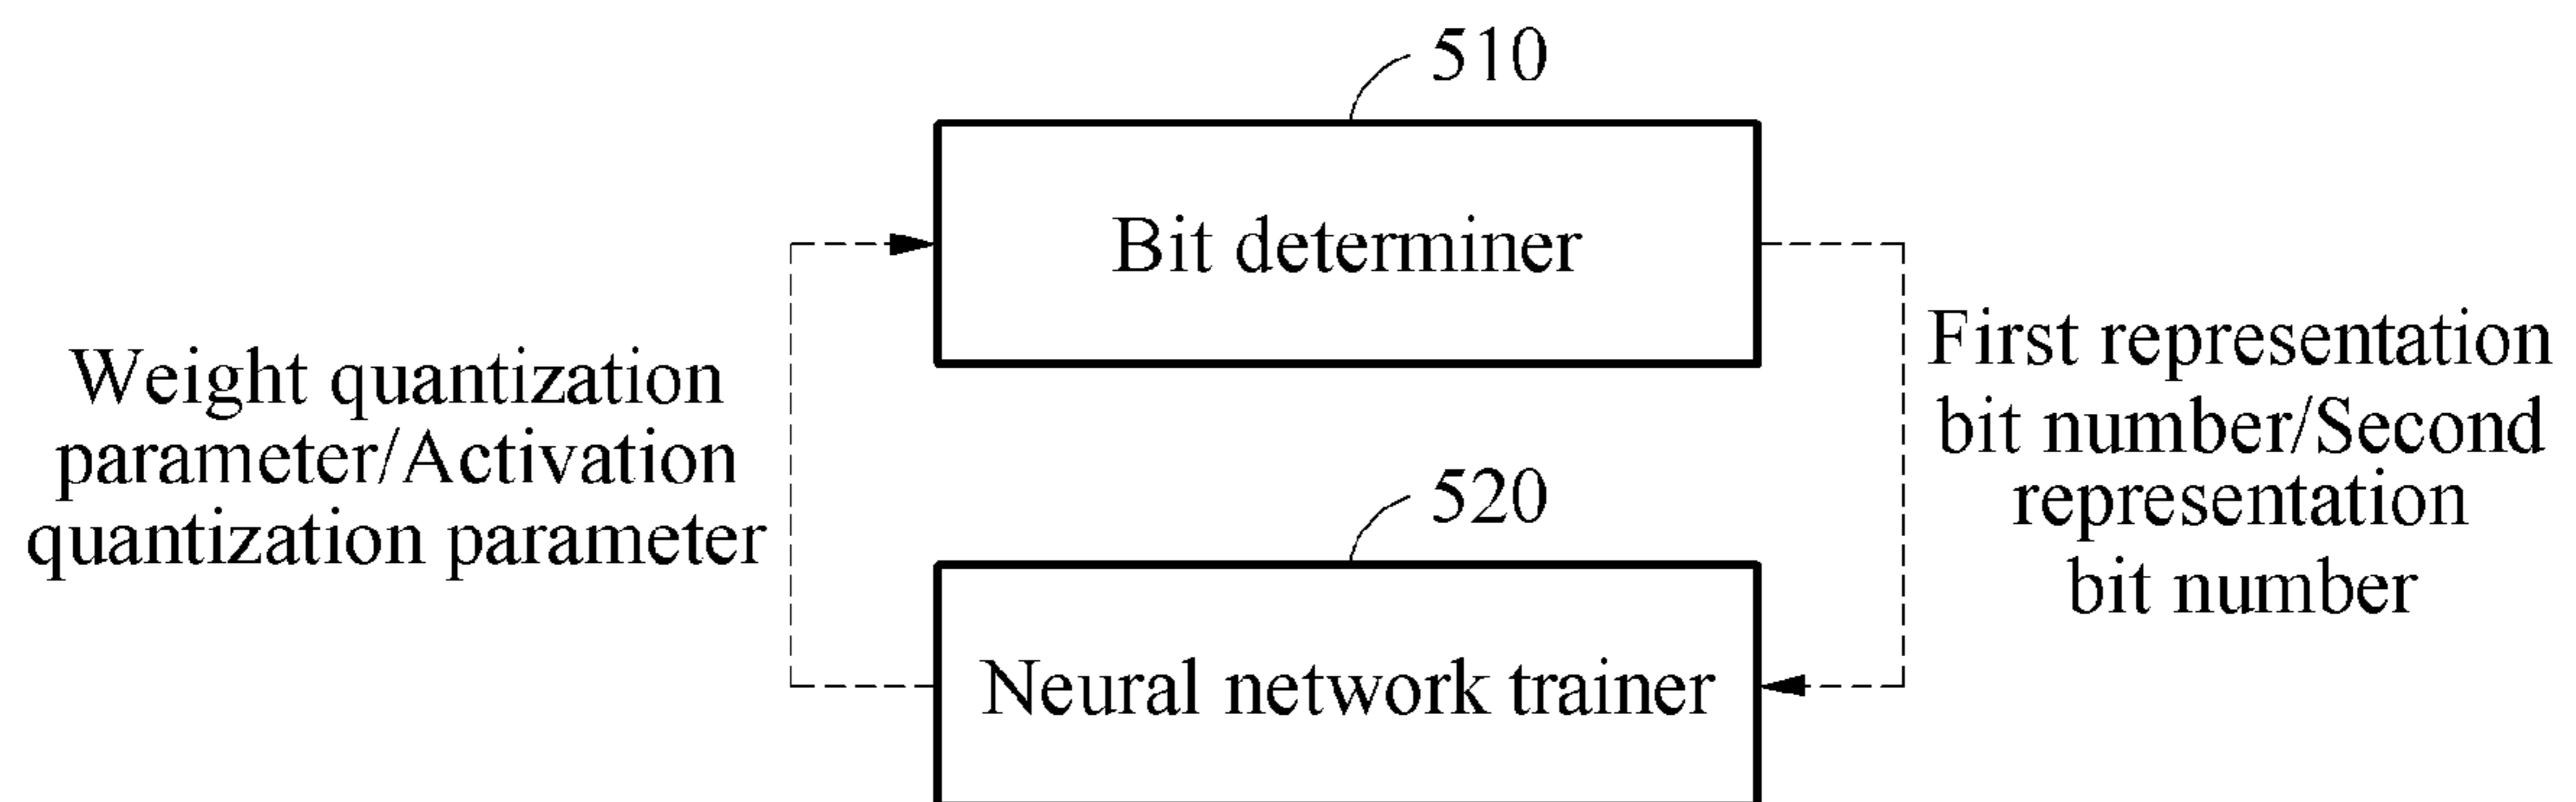 510
Bit determiner
Weight quantization
parameter/Activation
quantization parameter
First representation
bit number/Second
representation
bit number
520
Neural network trainer